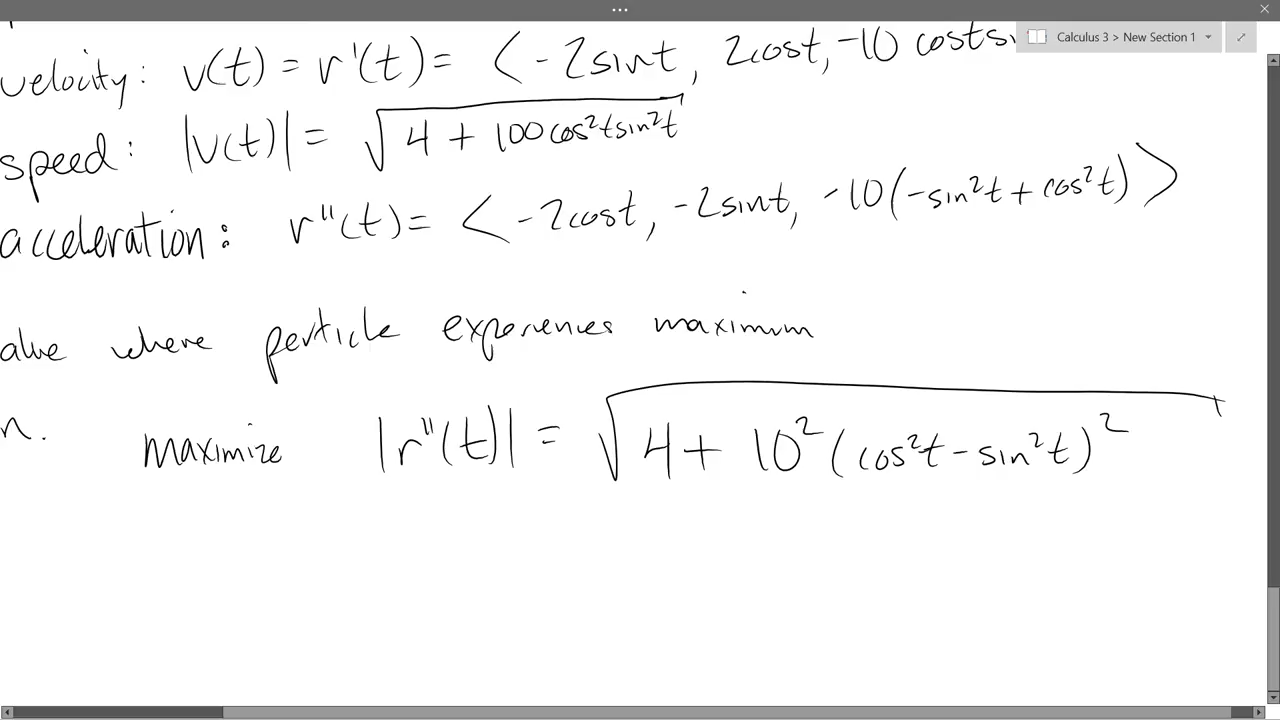 ...
Calculus 3 > New Section 1
velocity: v(t) = r'(t) = < -2sint, 2cost, -10 cost
speed: |v(t)| = √(4 + 100cos²tsin²t)
acceleration: r"(t) = < -2cost, -2sint, -10(-sin²t + cos²t) >
where particle experiences maximum
n. maximize |r"(t)| = √(4 + 10²(cos²t - sin²t)²)